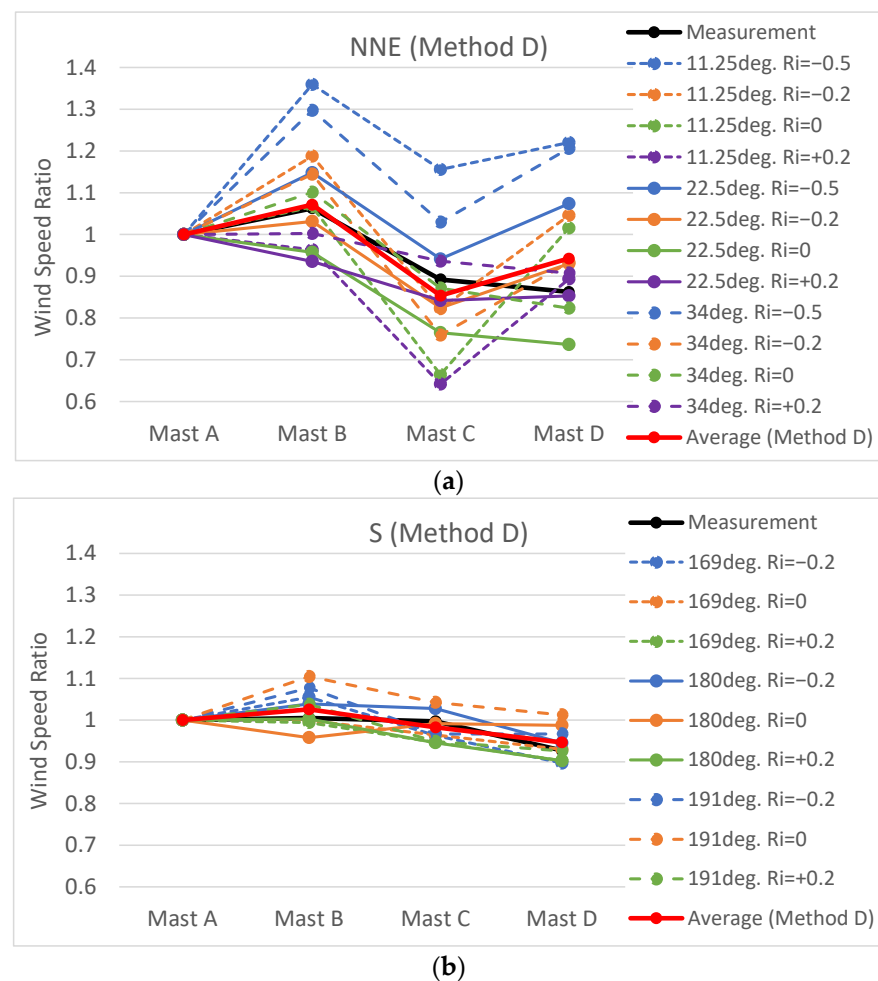 NNE (Method D)
1.4
1.3
1.2
1.1
1
0.9
0.8
0.7
0.6
Wind Speed Ratio
Mast A
Mast B
Mast C
Mast D
Measurement
11.25deg. Ri=−0.5
11.25deg. Ri=−0.2
11.25deg. Ri=0
11.25deg. Ri=+0.2
22.5deg. Ri=−0.5
22.5deg. Ri=−0.2
22.5deg. Ri=0
22.5deg. Ri=+0.2
34deg. Ri=−0.5
34deg. Ri=−0.2
34deg. Ri=0
34deg. Ri=+0.2
Average (Method D)
(a)
S (Method D)
1.4
1.3
1.2
1.1
1
0.9
0.8
0.7
0.6
Wind Speed Ratio
Mast A
Mast B
Mast C
Mast D
Measurement
169deg. Ri=−0.2
169deg. Ri=0
169deg. Ri=+0.2
180deg. Ri=−0.2
180deg. Ri=0
180deg. Ri=+0.2
191deg. Ri=−0.2
191deg. Ri=0
191deg. Ri=+0.2
Average (Method D)
(b)